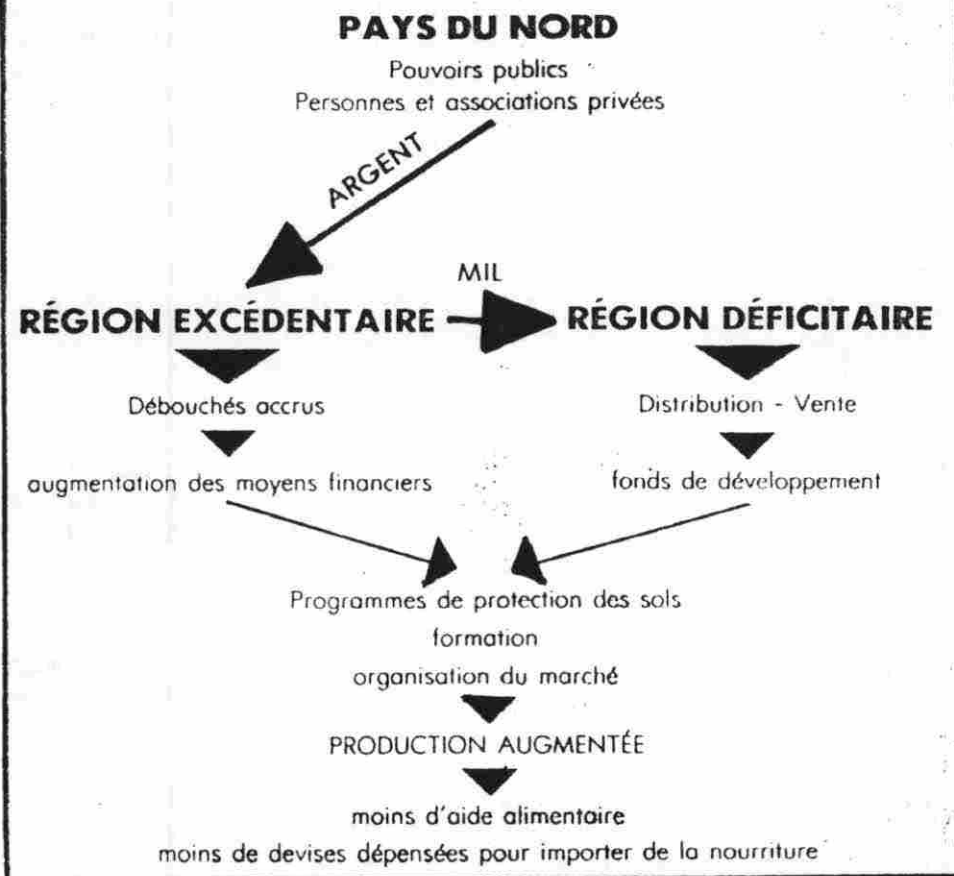 PAYS DU NORD
Pouvoirs publics
Personnes et associations privées
ARGENT
MIL
RÉGION EXCÉDENTAIRE
RÉGION DÉFICITAIRE
Débouchés accrus
Distribution - Vente
augmentation des moyens financiers
fonds de développement
Programmes de protection des sols
formation
organisation du marché
PRODUCTION AUGMENTÉE
moins d'aide alimentaire
moins de devises dépensées pour importer de la nourriture